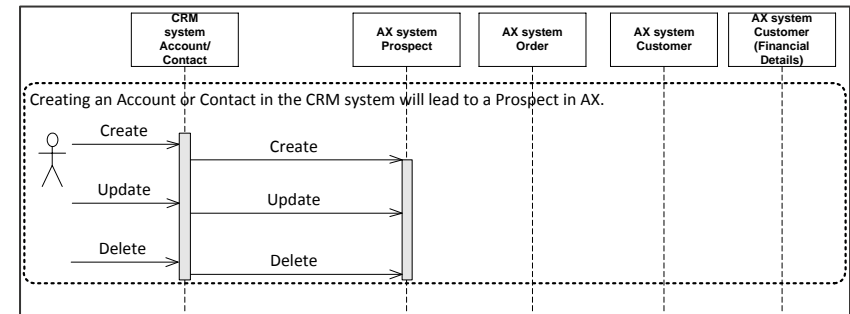 CRM
system
Account/
Contact
AX system
Prospect
AX system
Order
AX system
Customer
AX system
Customer
(Financial
Details)
Creating an Account or Contact in the CRM system will lead to a Prospect in AX.
Create
Create
Update
Update
Delete
Delete